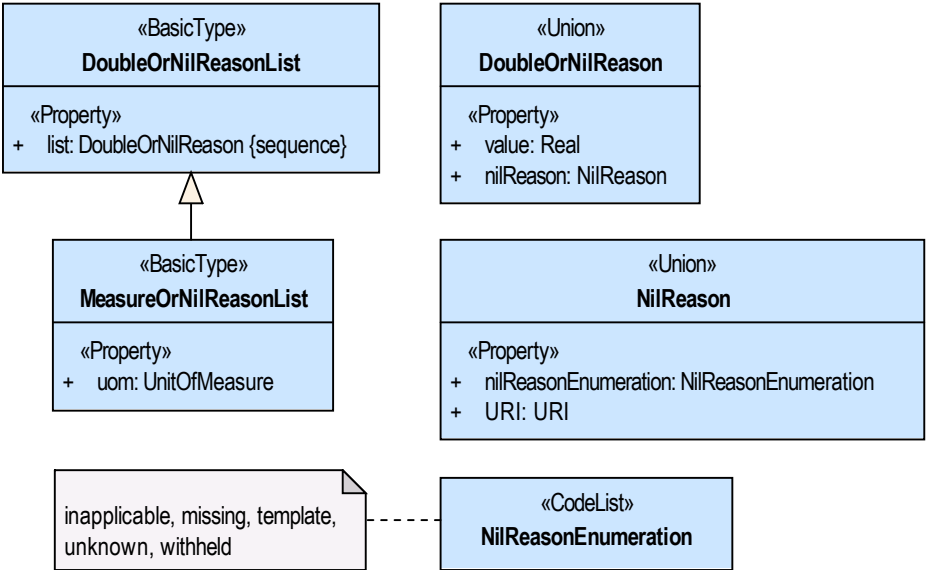 «BasicType»
DoubleOrNilReasonList
«Property»
+ list: DoubleOrNilReason {sequence}
«Union»
DoubleOrNilReason
«Property»
+ value: Real
+ nilReason: NilReason
«BasicType»
MeasureOrNilReasonList
«Property»
+ uom: UnitOfMeasure
«Union»
NilReason
«Property»
+ nilReasonEnumeration: NilReasonEnumeration
+ URI: URI
inapplicable, missing, template,
unknown, withheld
«CodeList»
NilReasonEnumeration